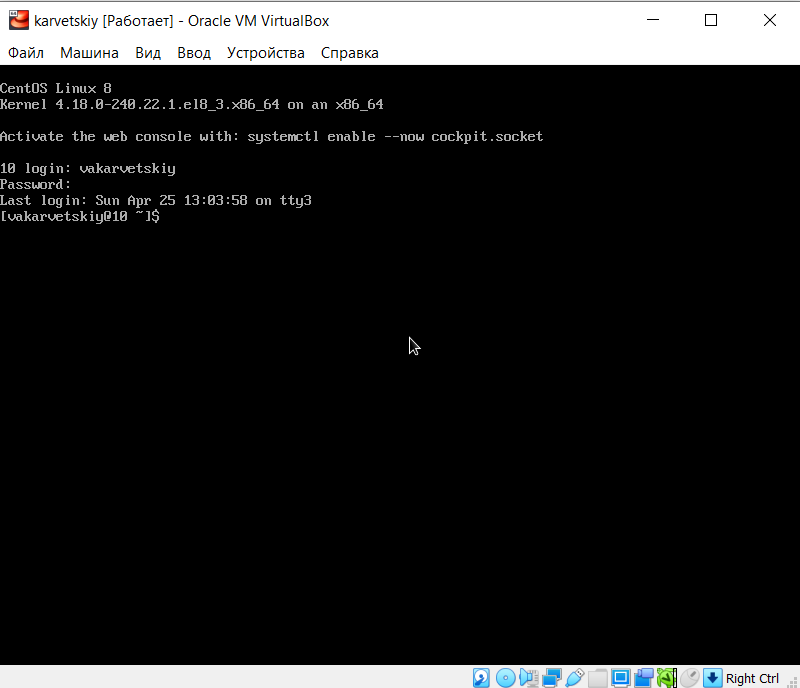 karvetskiy [Работает] - Oracle VM VirtualBox
Файл Машина Вид Ввод Устройства Справка
CentOS Linux 8
Kernel 4.18.0-240.22.1.el8_3.x86_64 on an x86_64
Activate the web console with: systemctl enable --now cockpit.socket
10 login: vakarvetskiy
Password:
Last login: Sun Apr 25 13:03:58 on tty3
[vakarvetskiy@10 ~]$
Right Ctrl